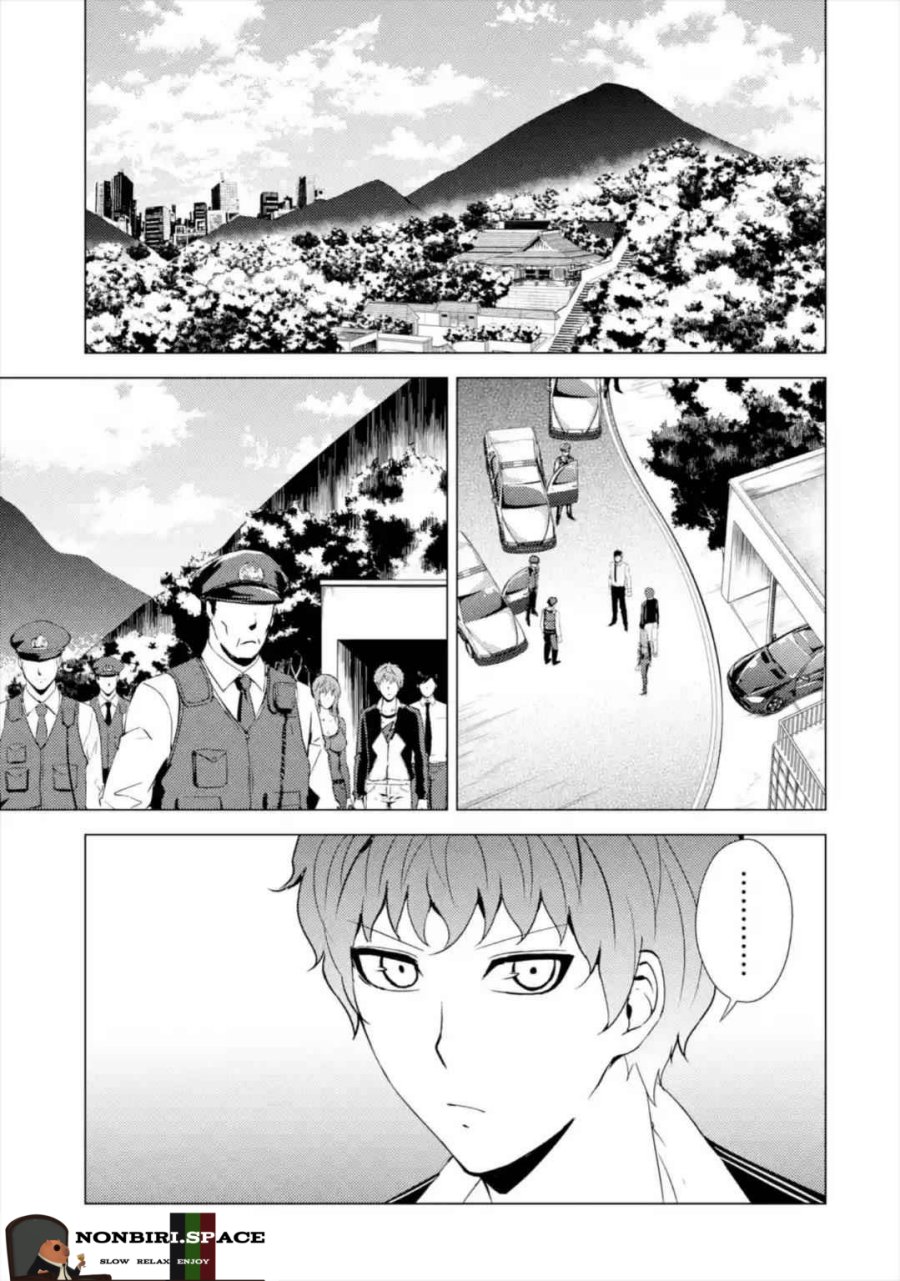 ………
NONBIRI.SPACE
SLOW RELAX ENJOY